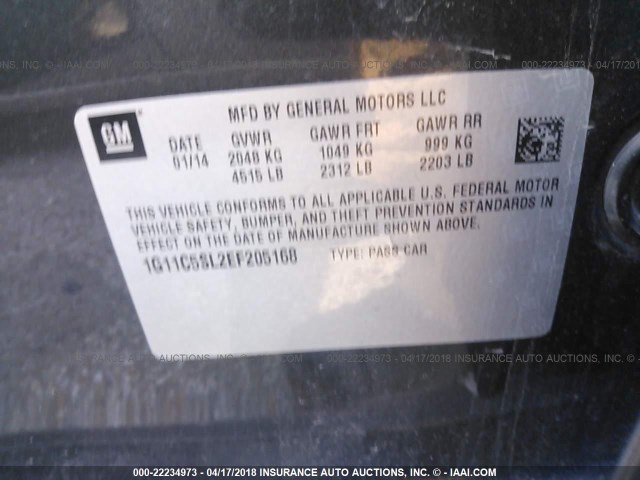 GM
MFD BY GENERAL MOTORS LLC
DATE GVWR GAWR FRT GAWR RR
01/14 2048 KG 1049 KG 999 KG
4515 LB 2312 LB 2203 LB
THIS VEHICLE CONFORMS TO ALL APPLICABLE U.S. FEDERAL MOTOR
VEHICLE SAFETY, BUMPER, AND THEFT PREVENTION STANDARDS IN
EFFECT ON THE DATE OF MANUFACTURE SHOWN ABOVE.
1G11C5SL2EF205168 TYPE: PASS CAR
000-22234973 - 04/17/2018 INSURANCE AUTO AUCTIONS, INC. - © IAAI.COM